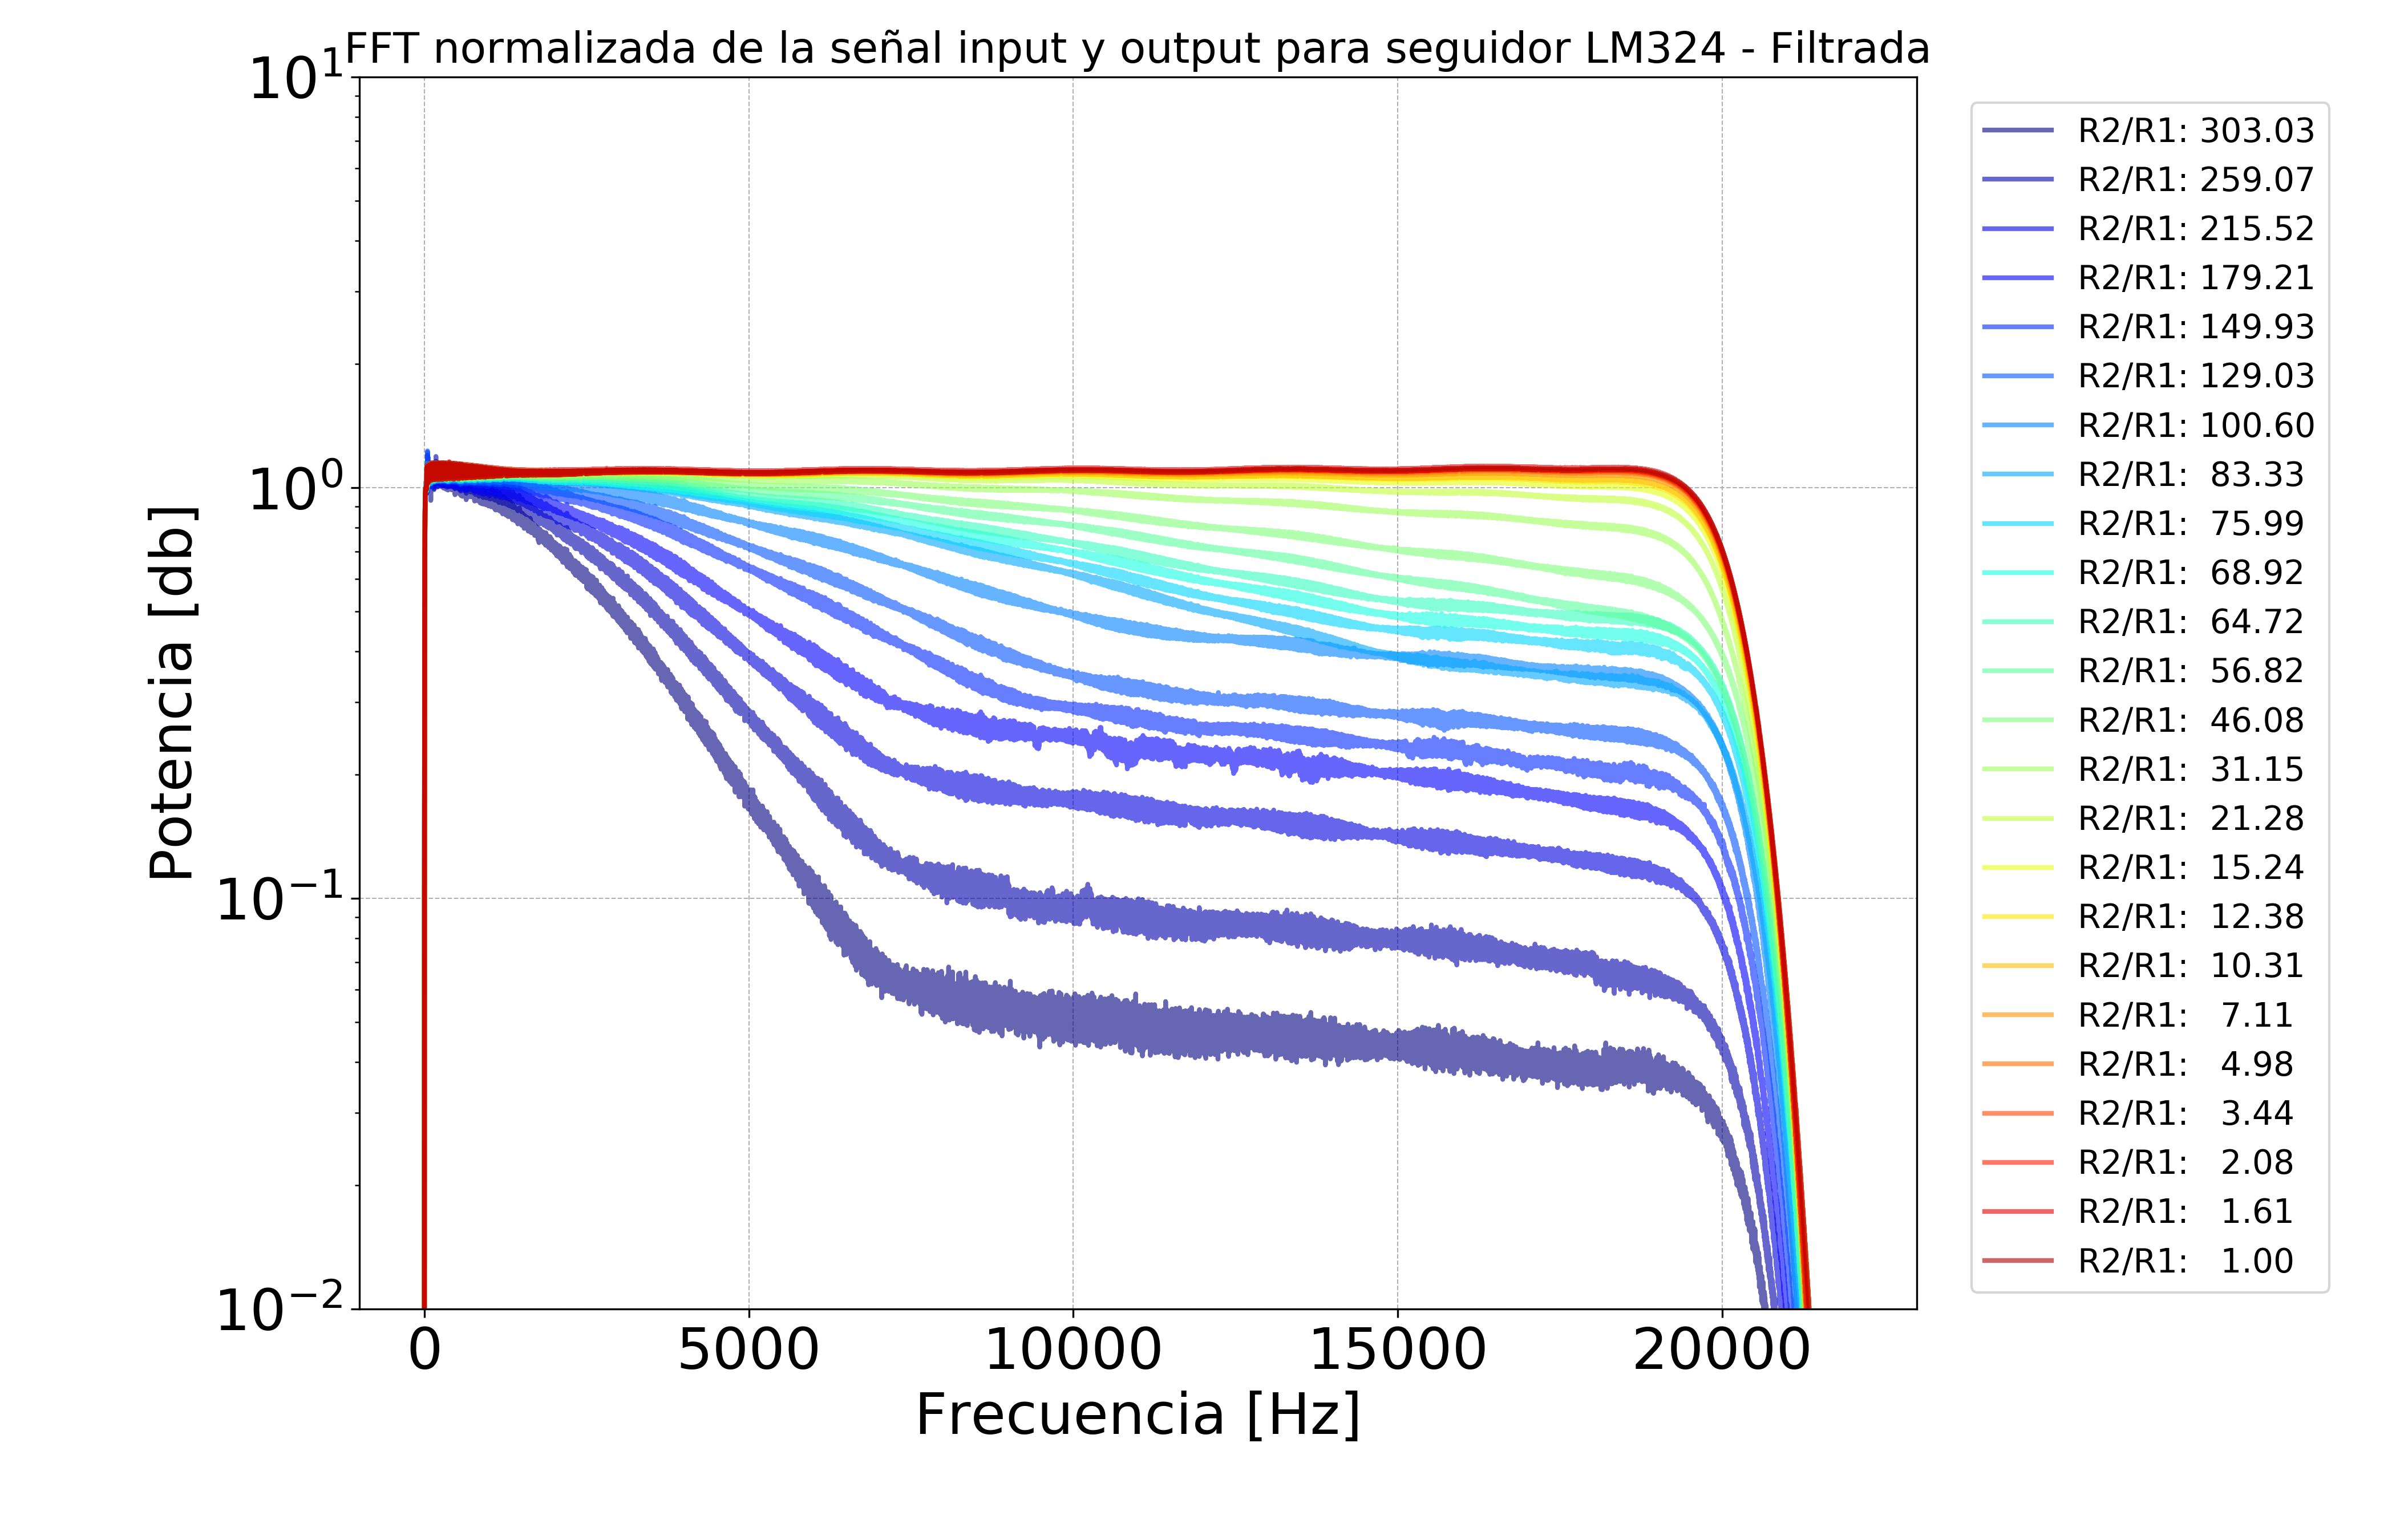 FFT normalizada de la señal input y output para seguidor LM324 - Filtrada
10¹
10⁰
10⁻¹
10⁻²
Potencia [db]
0 5000 10000 15000 20000
Frecuencia [Hz]
R2/R1: 303.03
R2/R1: 259.07
R2/R1: 215.52
R2/R1: 179.21
R2/R1: 149.93
R2/R1: 129.03
R2/R1: 100.60
R2/R1: 83.33
R2/R1: 75.99
R2/R1: 68.92
R2/R1: 64.72
R2/R1: 56.82
R2/R1: 46.08
R2/R1: 31.15
R2/R1: 21.28
R2/R1: 15.24
R2/R1: 12.38
R2/R1: 10.31
R2/R1: 7.11
R2/R1: 4.98
R2/R1: 3.44
R2/R1: 2.08
R2/R1: 1.61
R2/R1: 1.00